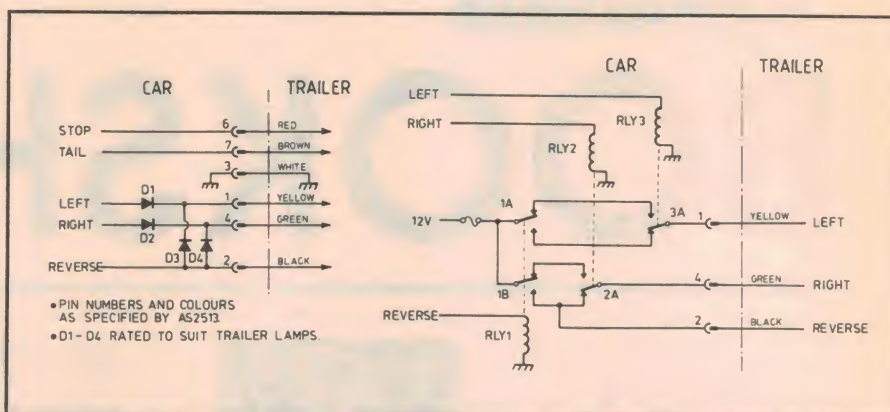 CAR
TRAILER
STOP
6
RED
TAIL
7
BROWN
3
WHITE
D1
LEFT
1
YELLOW
RIGHT
4
GREEN
D2
D3
D4
REVERSE
2
BLACK
•PIN NUMBERS AND COLOURS
AS SPECIFIED BY AS2513.
•D1-D4 RATED TO SUIT TRAILER LAMPS.
CAR
TRAILER
LEFT
RIGHT
RLY3
RLY2
1A
3A
12V
1
YELLOW
LEFT
1B
2A
4
GREEN
RIGHT
2
BLACK
REVERSE
REVERSE
RLY1